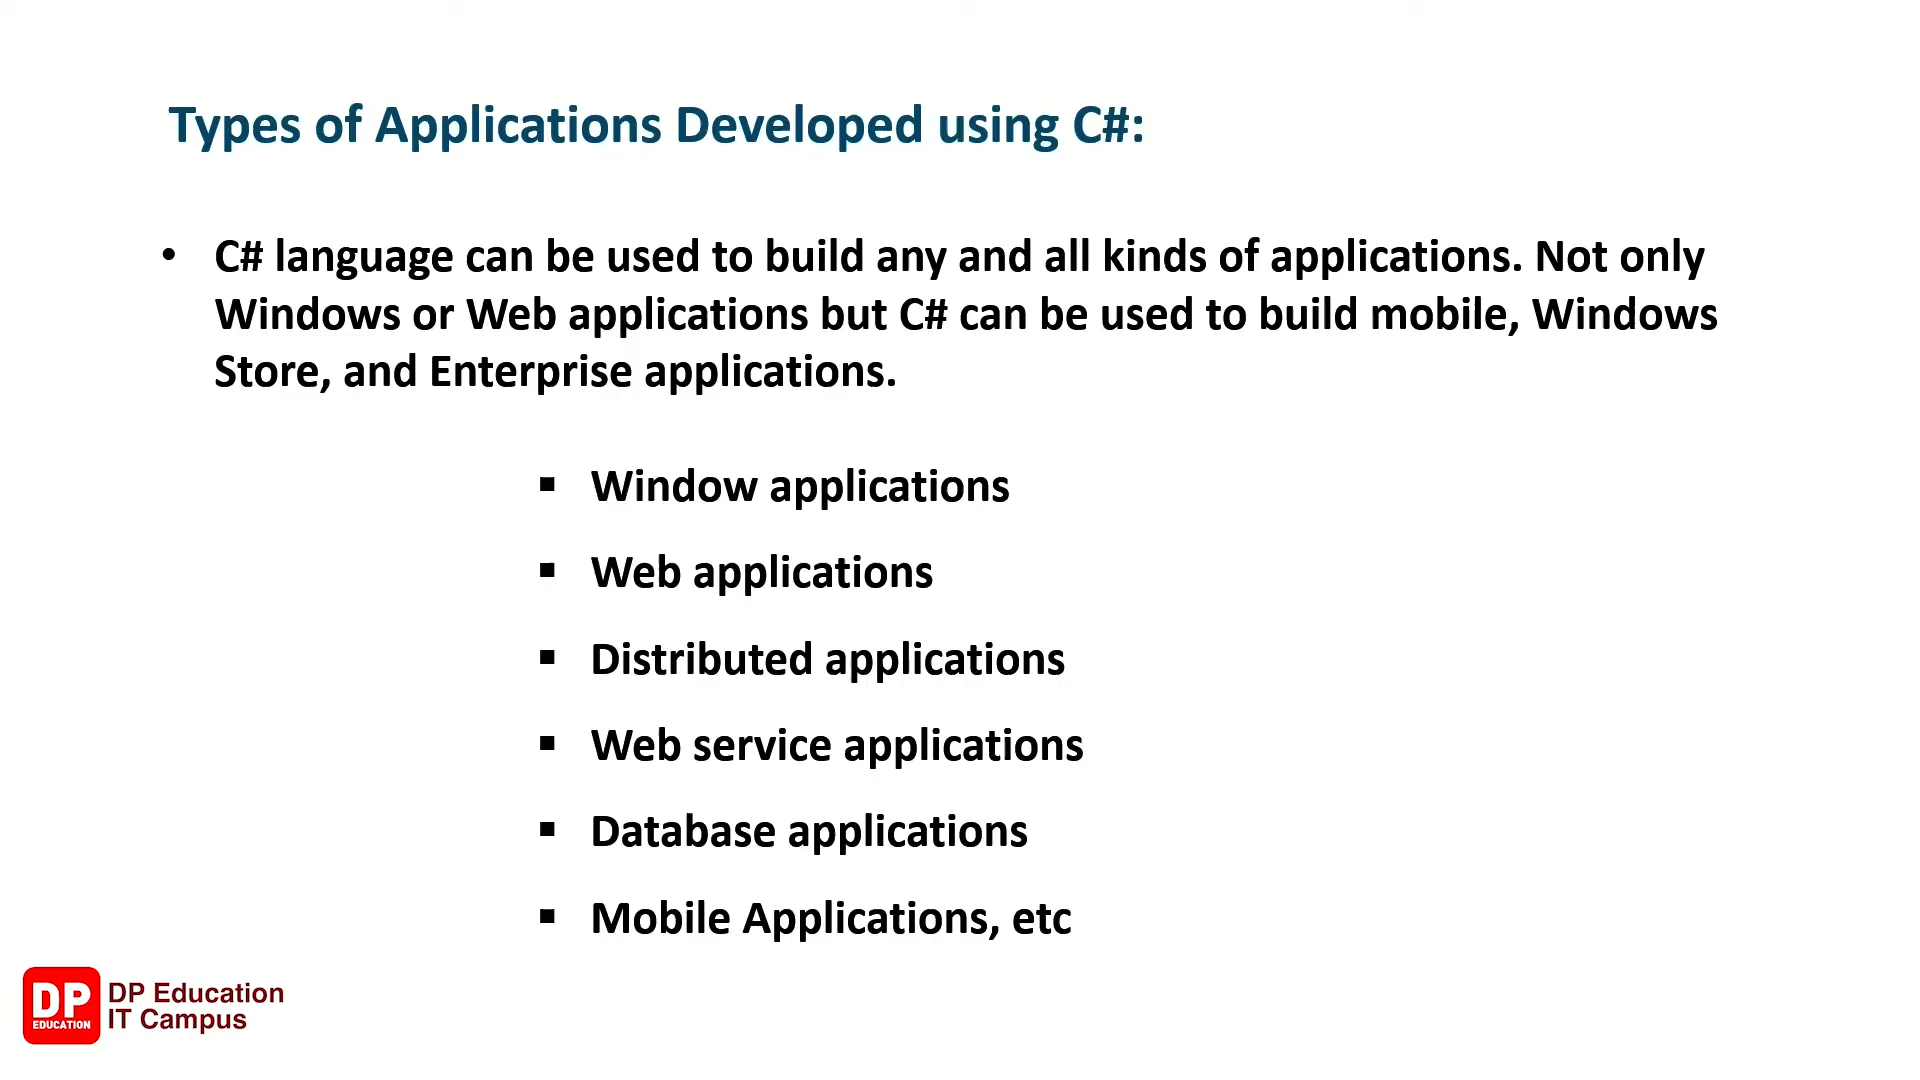 Types of Applications Developed using C#:
• C# language can be used to build any and all kinds of applications. Not only
Windows or Web applications but C# can be used to build mobile, Windows
Store, and Enterprise applications.
▪ Window applications
▪ Web applications
▪ Distributed applications
▪ Web service applications
▪ Database applications
▪ Mobile Applications, etc
DP
EDUCATION
DP Education
IT Campus